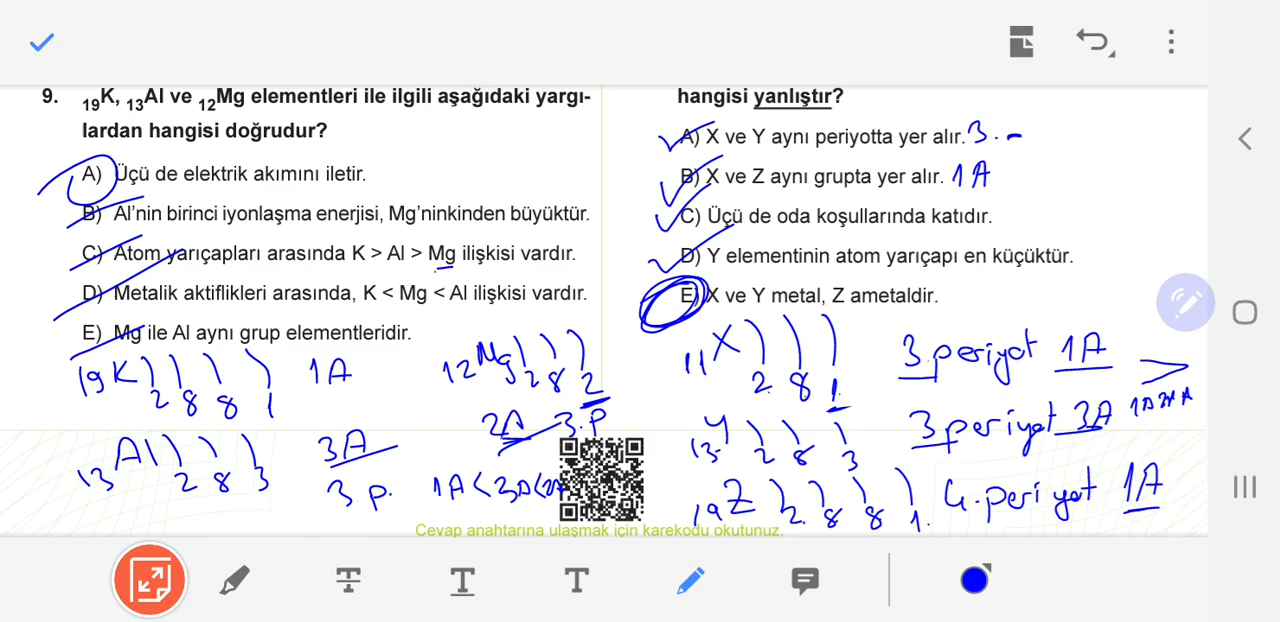 9. 19K, 13Al ve 12Mg elementleri ile ilgili aşağıdaki yargı-
lardan hangisi doğrudur?
A) Üçü de elektrik akımını iletir.
B) Al'nin birinci iyonlaşma enerjisi, Mg'ninkinden büyüktür.
C) Atom yarıçapları arasında K > Al > Mg ilişkisi vardır.
D) Metalik aktiflikleri arasında, K < Mg < Al ilişkisi vardır.
E) Mg ile Al aynı grup elementleridir.
19K ) ) ) ) 1A
2 8 8 1
12Mg ) ) )
2 8 2
2A 3.P
13Al ) ) ) 3A
2 8 3
3 p.
1A<3A<2A
hangisi yanlıştır?
A) X ve Y aynı periyotta yer alır. 3. -
B) X ve Z aynı grupta yer alır. 1A
C) Üçü de oda koşullarında katıdır.
D) Y elementinin atom yarıçapı en küçüktür.
E) X ve Y metal, Z ametaldir.
11X ) ) ) 3.periyot 1A >
2 8 1.
13Y ) ) ) 3periyot 3A
2 8 3
19Z ) ) ) ) 4.periyot 1A
2 8 8 1.
Cevap anahtarına ulaşmak için karekodu okutunuz.